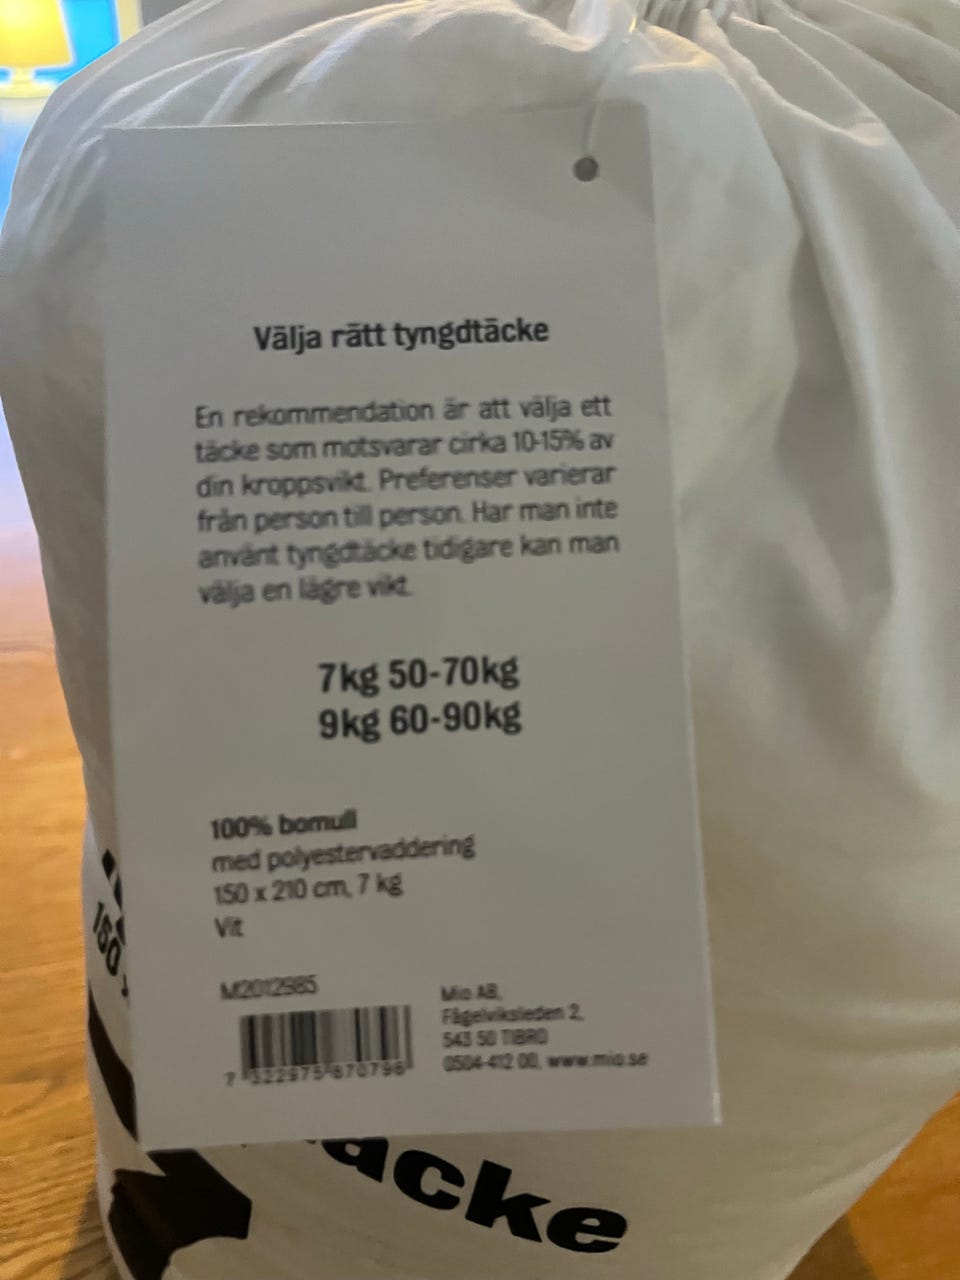 Välja rätt tyngdtäcke
En rekommendation är att välja ett
täcke som motsvarar cirka 10-15% av
din kroppsvikt. Preferenser varierar
från person till person. Har man inte
använt tyngdtäcke tidigare kan man
välja en lägre vikt.
7kg 50-70kg
9kg 60-90kg
100% bomull
med polyestervaddering
150 x 210 cm, 7 kg
Vit
M2012985
7 322975 670796
Mio AB,
Fågelviksleden 2,
543 50 TIBRO
0504-412 00, www.mio.se
150 x
äcke